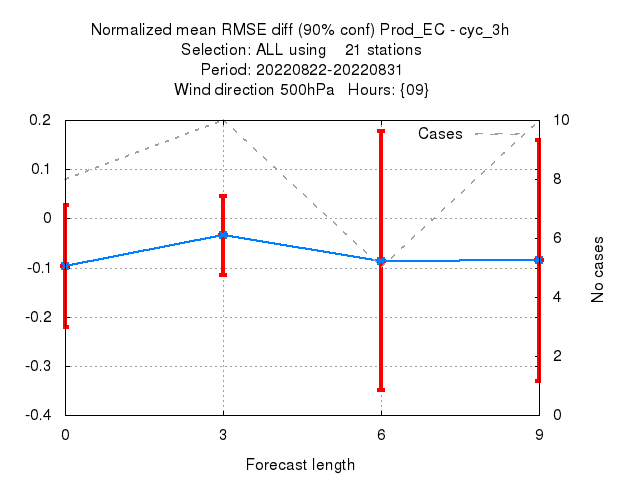 Normalized mean RMSE diff (90% conf) Prod_EC - cyc_3h
Selection: ALL using    21 stations
Period: 20220822-20220831
Wind direction 500hPa   Hours: {09}
0.2
0.1
0
-0.1
-0.2
-0.3
-0.4
Cases
10
8
6
4
2
0
No cases
0
3
6
9
Forecast length